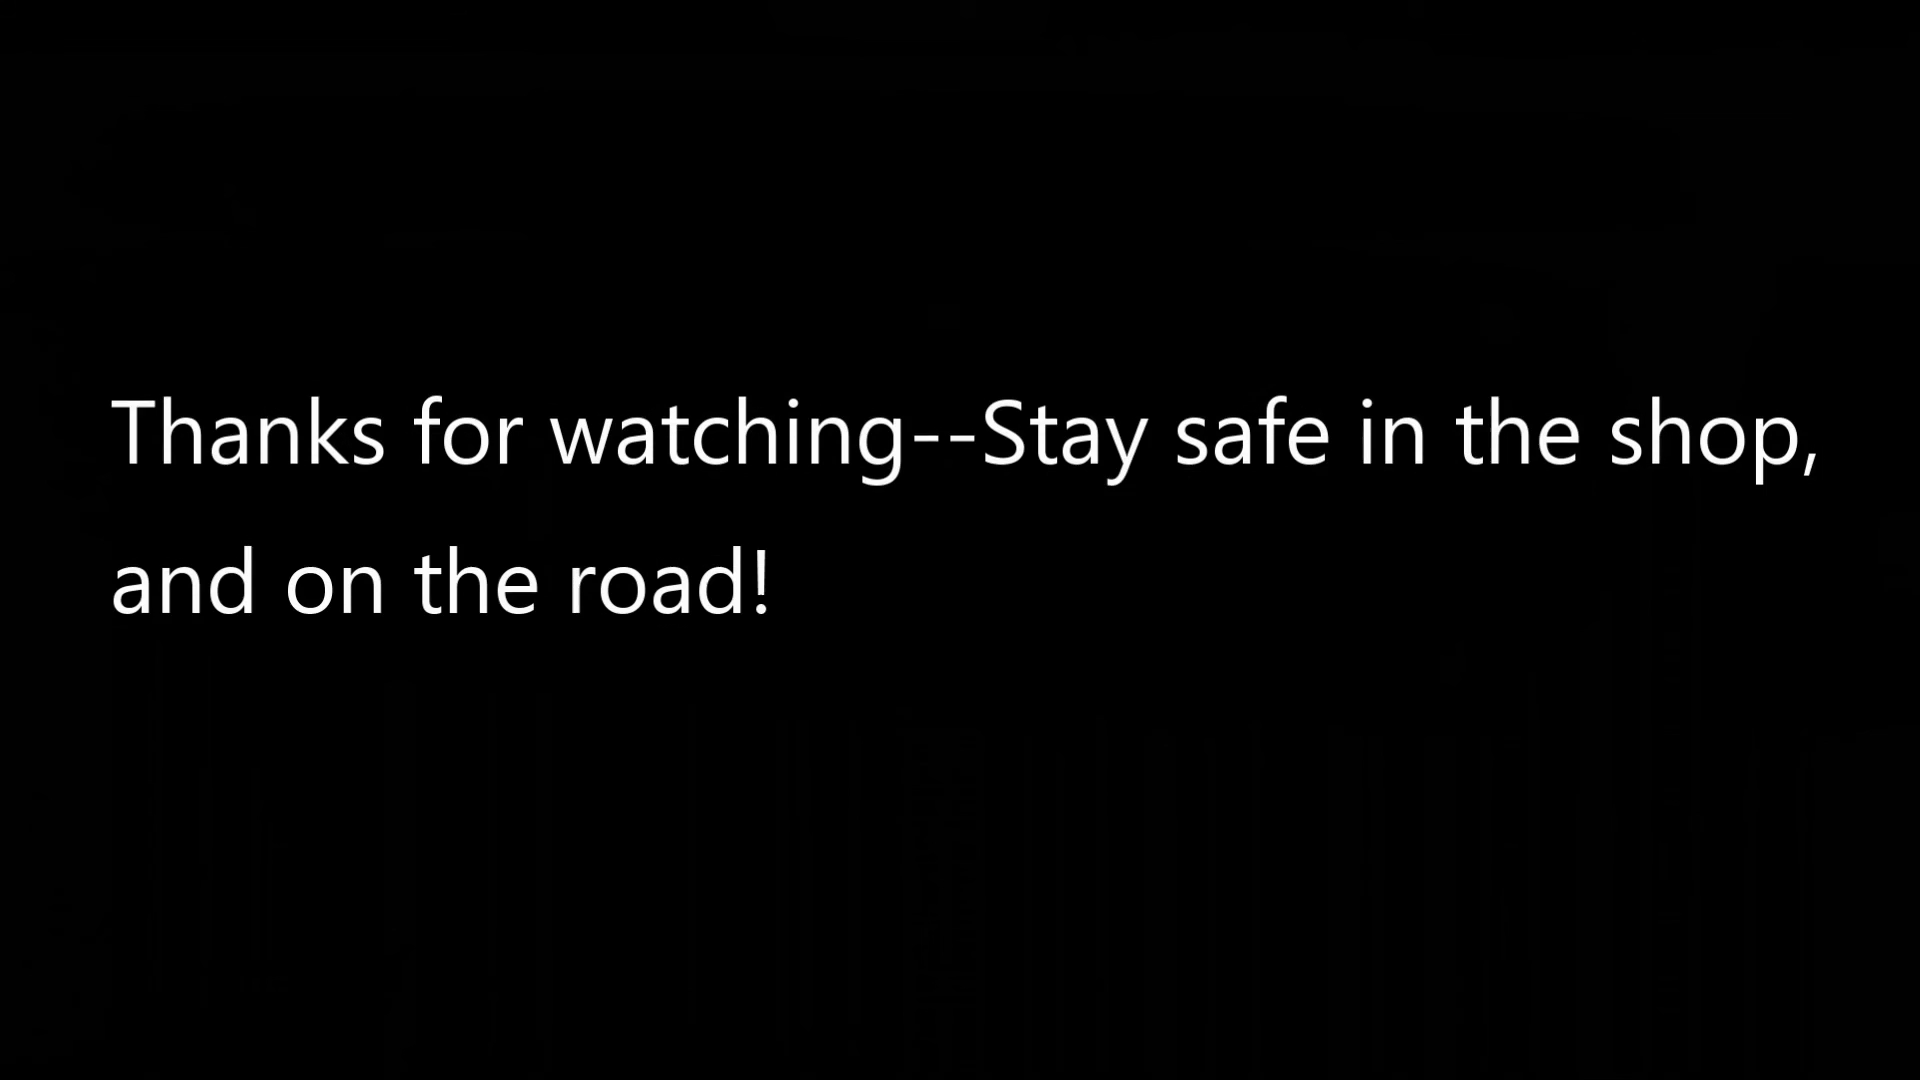 Thanks for watching--Stay safe in the shop,
and on the road!